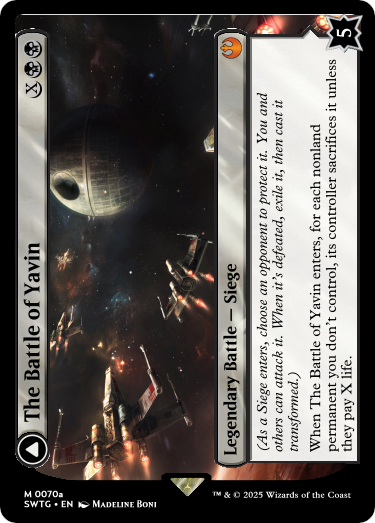 The Battle of Yavin
X
Legendary Battle — Siege
5
(As a Siege enters, choose an opponent to protect it. You and
others can attack it. When it's defeated, exile it, then cast it
transformed.)
When The Battle of Yavin enters, for each nonland
permanent you don't control, its controller sacrifices it unless
they pay X life.
M 0070a
SWTG • EN Madeline Boni
™ & © 2025 Wizards of the Coast